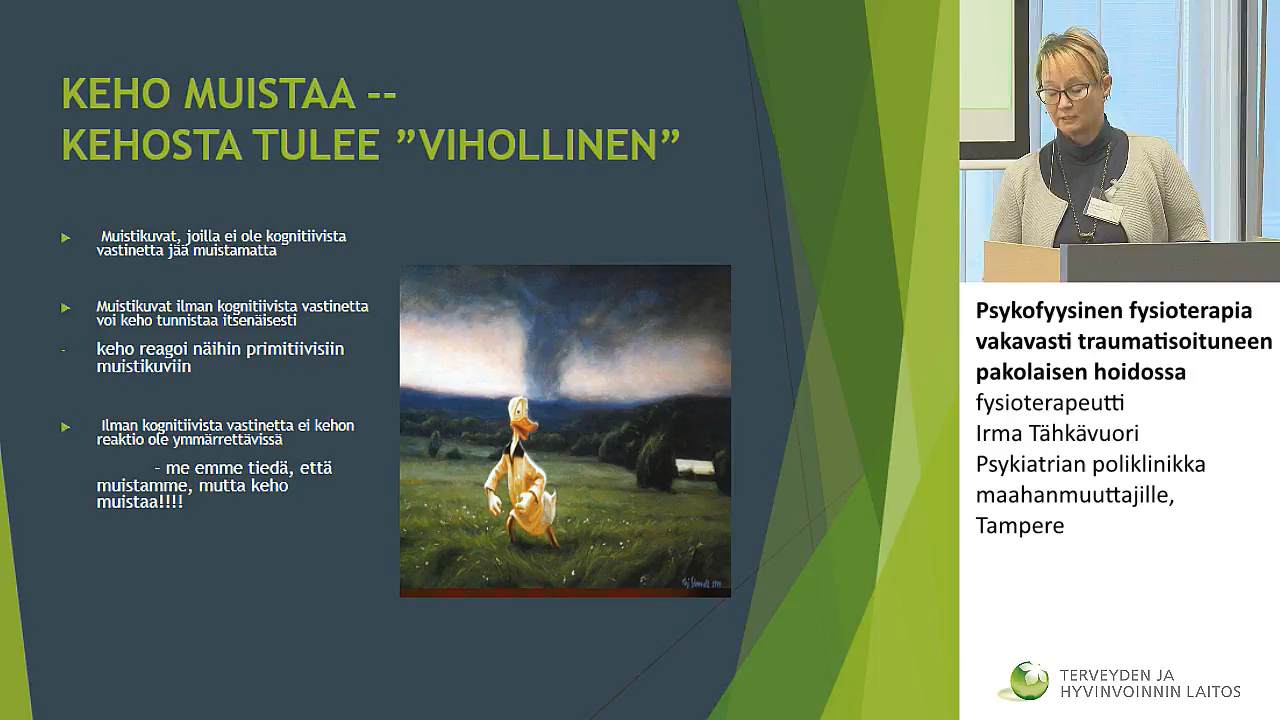 KEHO MUISTAA --
KEHOSTA TULEE ”VIHOLLINEN”
Muistikuvat, joilla ei ole kognitiivista
vastinetta jää muistamatta
Muistikuvat ilman kognitiivista vastinetta
voi keho tunnistaa itsenäisesti
- keho reagoi näihin primitiivisiin
muistikuviin
Ilman kognitiivista vastinetta ei kehon
reaktio ole ymmärrettävissä
- me emme tiedä, että
muistamme, mutta keho
muistaa!!!!
Psykofyysinen fysioterapia
vakavasti traumatisoituneen
pakolaisen hoidossa
fysioterapeutti
Irma Tähkävuori
Psykiatrian poliklinikka
maahanmuuttajille,
Tampere
TERVEYDEN JA
HYVINVOINNIN LAITOS